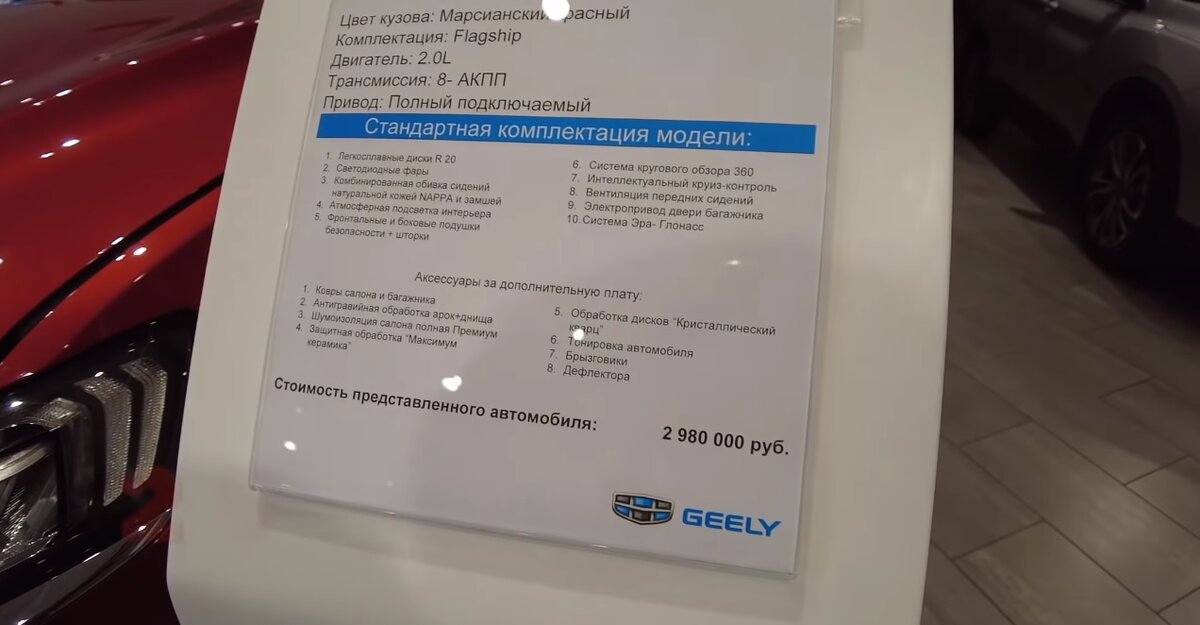 Цвет кузова: Марсианский красный
Комплектация: Flagship
Двигатель: 2.0L
Трансмиссия: 8- АКПП
Привод: Полный подключаемый
Стандартная комплектация модели:
1. Легкосплавные диски R 20
2. Светодиодные фары
3. Комбинированная обивка сидений
натуральной кожей NAPPA и замшей
4. Атмосферная подсветка интерьера
5. Фронтальные и боковые подушки
безопасности + шторки
6. Система кругового обзора 360
7. Интеллектуальный круиз-контроль
8. Вентиляция передних сидений
9. Электропривод двери багажника
10. Система Эра- Глонасс
Аксессуары за дополнительную плату:
1. Ковры салона и багажника
2. Антигравийная обработка арок+днища
3. Шумоизоляция салона полная Премиум
4. Защитная обработка "Максимум
керамика"
5. Обработка дисков "Кристаллический
кварц"
6. Тонировка автомобиля
7. Брызговики
8. Дефлектора
Стоимость представленного автомобиля:
2 980 000 руб.
GEELY